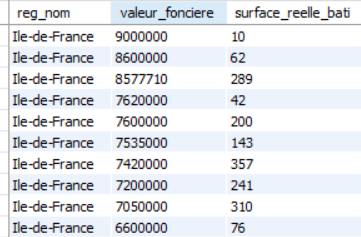 reg_nom valeur_fonciere surface_reelle_bati
Ile-de-France 9000000 10
Ile-de-France 8600000 62
Ile-de-France 8577710 289
Ile-de-France 7620000 42
Ile-de-France 7600000 200
Ile-de-France 7535000 143
Ile-de-France 7420000 357
Ile-de-France 7200000 241
Ile-de-France 7050000 310
Ile-de-France 6600000 76